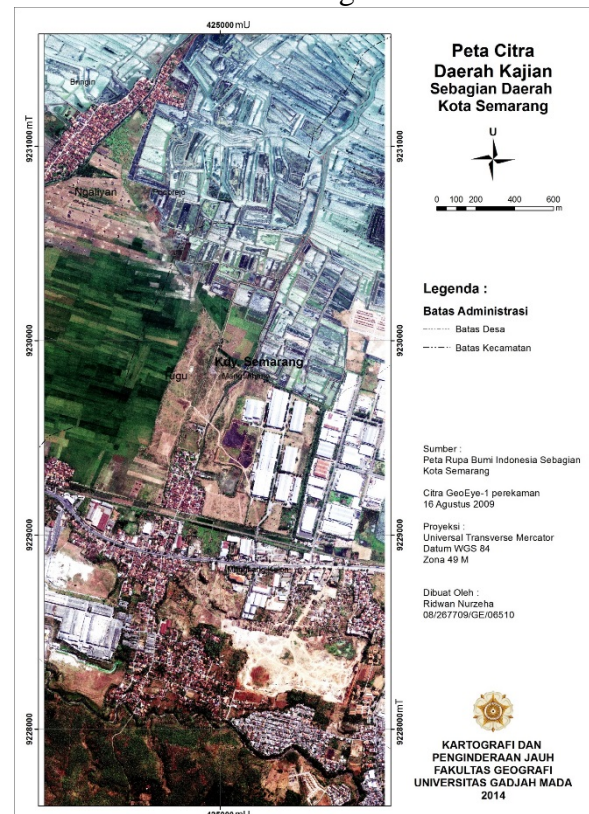 425000 mU
Peta Citra
Daerah Kajian
Sebagian Daerah
Kota Semarang
U
0 100 200 400 600
m
Legenda :
Batas Administrasi
Batas Desa
Batas Kecamatan
Sumber :
Peta Rupa Bumi Indonesia Sebagian
Kota Semarang
Citra GeoEye-1 perekaman
16 Agustus 2009
Proyeksi :
Universal Transverse Mercator
Datum WGS 84
Zona 49 M
Dibuat Oleh :
Ridwan Nurzeha
08/267709/GE/06510
KARTOGRAFI DAN
PENGINDERAAN JAUH
FAKULTAS GEOGRAFI
UNIVERSITAS GADJAH MADA
2014
Bringin
9231000 mT
9231000
Ngaliyan
9230000
9230000
Kdy. Semarang
Tugu
9229000
9229000
9228000
9228000 mT
425000 mU